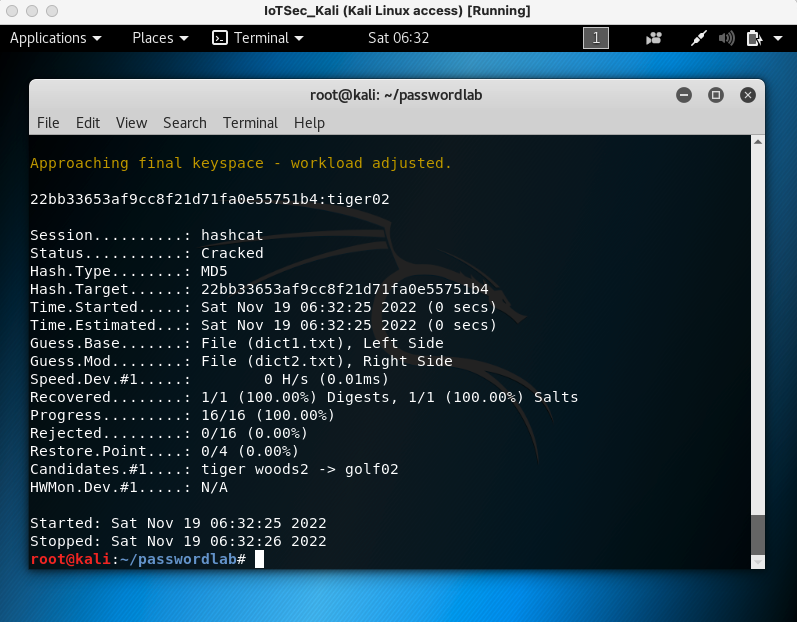 IoTSec_Kali (Kali Linux access) [Running]
Applications Places Terminal Sat 06:32 1
root@kali: ~/passwordlab
File Edit View Search Terminal Help
Approaching final keyspace - workload adjusted.
22bb33653af9cc8f21d71fa0e55751b4:tiger02
Session..........: hashcat
Status...........: Cracked
Hash.Type........: MD5
Hash.Target......: 22bb33653af9cc8f21d71fa0e55751b4
Time.Started.....: Sat Nov 19 06:32:25 2022 (0 secs)
Time.Estimated...: Sat Nov 19 06:32:25 2022 (0 secs)
Guess.Base.......: File (dict1.txt), Left Side
Guess.Mod........: File (dict2.txt), Right Side
Speed.Dev.#1.....:        0 H/s (0.01ms)
Recovered........: 1/1 (100.00%) Digests, 1/1 (100.00%) Salts
Progress.........: 16/16 (100.00%)
Rejected.........: 0/16 (0.00%)
Restore.Point....: 0/4 (0.00%)
Candidates.#1....: tiger woods2 -> golf02
HWMon.Dev.#1.....: N/A
Started: Sat Nov 19 06:32:25 2022
Stopped: Sat Nov 19 06:32:26 2022
root@kali:~/passwordlab#